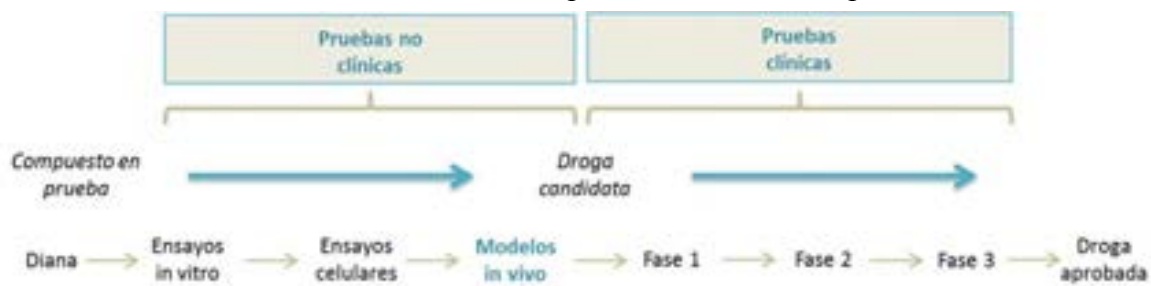 Pruebas no
clínicas
Pruebas
clínicas
Compuesto en
prueba
Droga
candidata
Diana
Ensayos
in vitro
Ensayos
celulares
Modelos
in vivo
Fase 1
Fase 2
Fase 3
Droga
aprobada